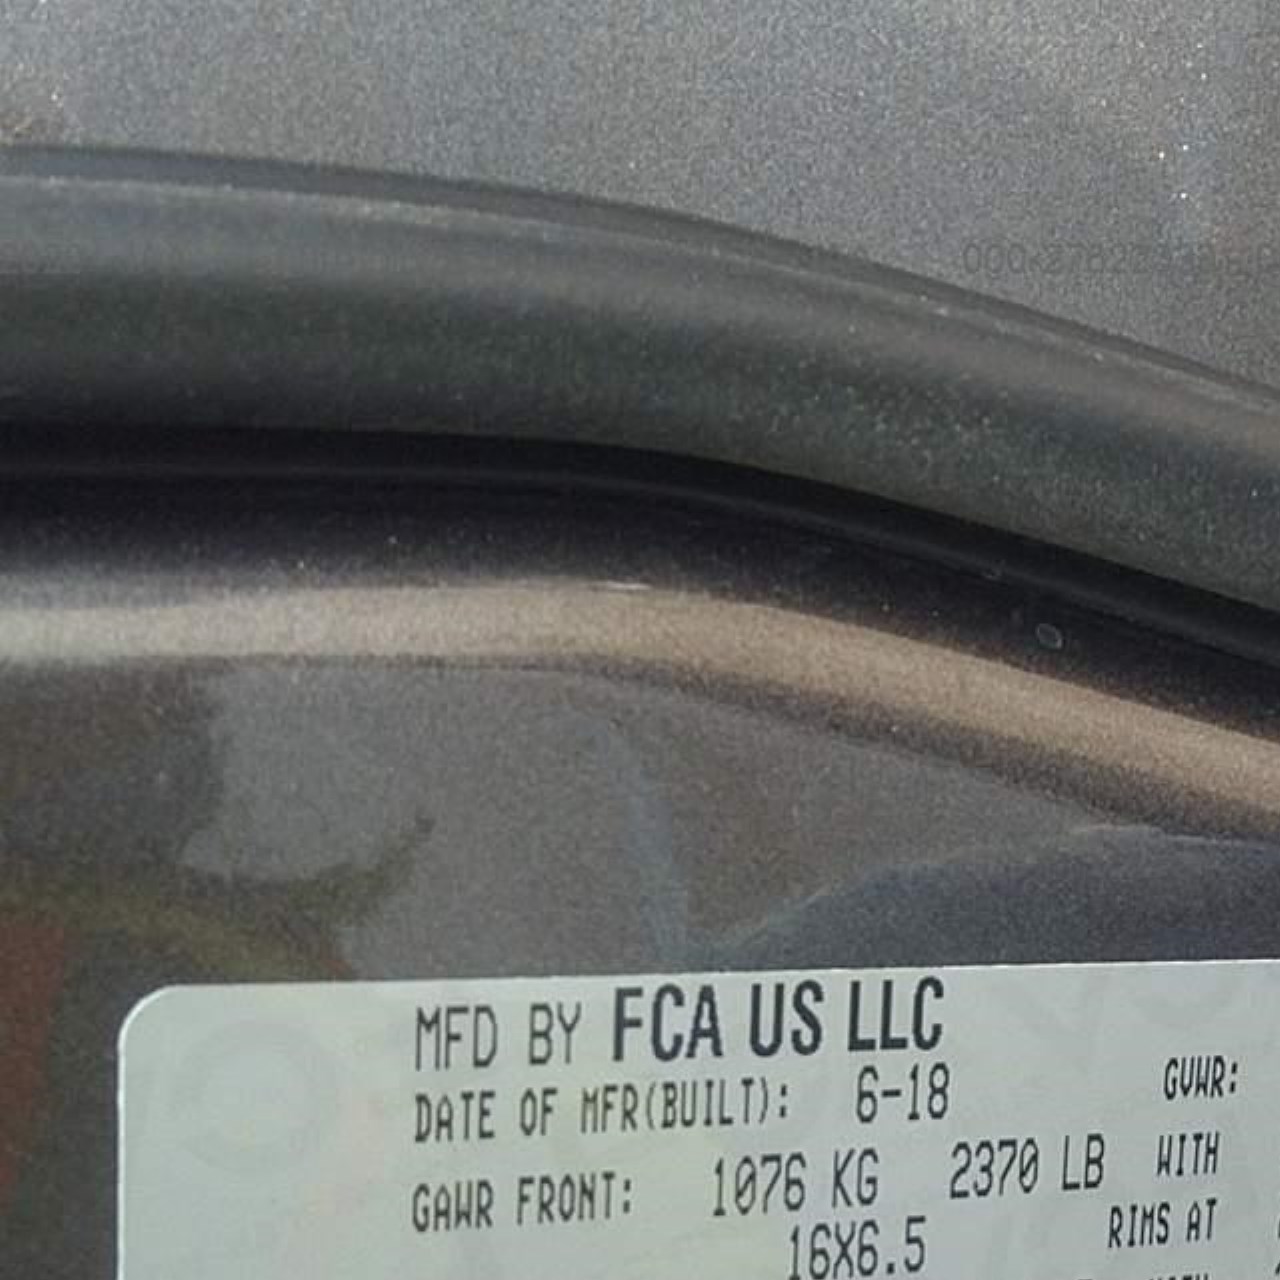 MFD BY FCA US LLC
DATE OF MFR(BUILT): 6-18 GVWR:
GAWR FRONT: 1076 KG 2370 LB WITH
16X6.5 RIMS AT